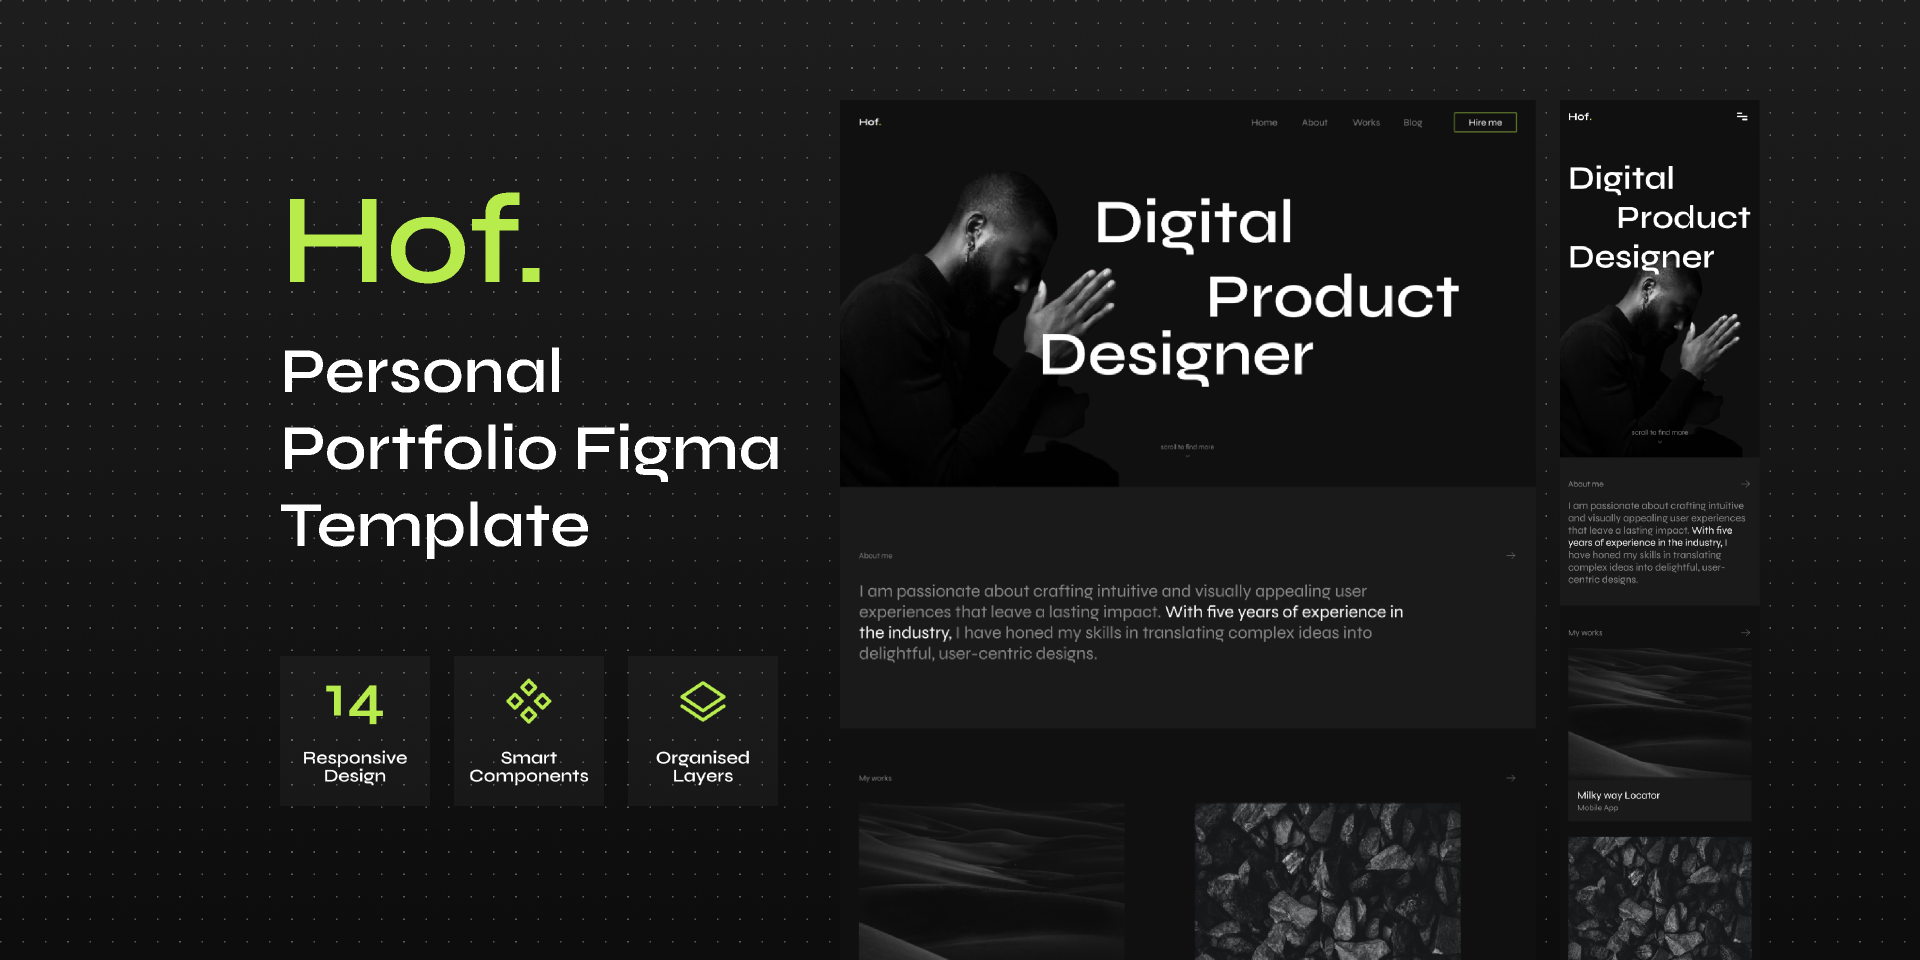 Hof.
Personal
Portfolio Figma
Template
14
Responsive
Design
Smart
Components
Organised
Layers
Hof.
Home About Works Blog Hire me
Digital
Product
Designer
scroll to find more
About me
I am passionate about crafting intuitive and visually appealing user
experiences that leave a lasting impact. With five years of experience in
the industry, I have honed my skills in translating complex ideas into
delightful, user-centric designs.
My works
Hof.
Digital
Product
Designer
scroll to find more
About me
I am passionate about crafting intuitive
and visually appealing user experiences
that leave a lasting impact. With five
years of experience in the industry, I
have honed my skills in translating
complex ideas into delightful, user-
centric designs.
My works
Milky way Locator
Mobile App